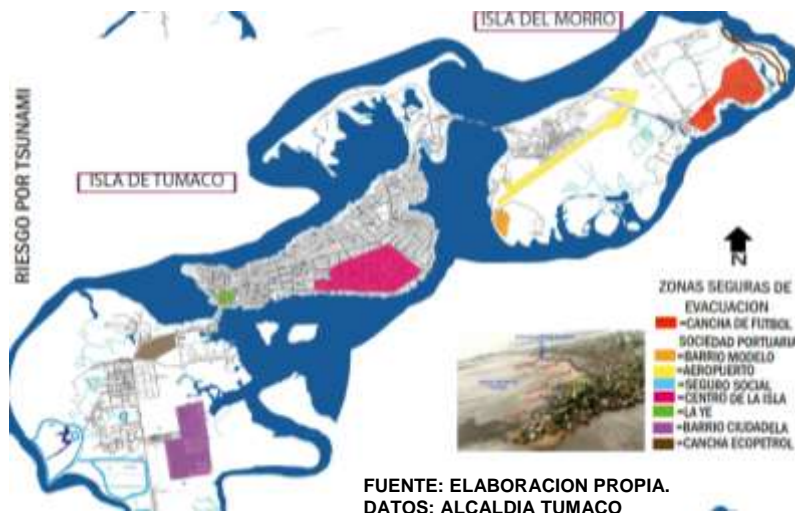 ISLA DEL MORRO
ISLA DE TUMACO
RIESGO POR TSUNAMI
N
ZONAS SEGURAS DE
EVACUACION
=CANCHA DE FUTBOL
SOCIEDAD PORTUARIA
=BARRIO MODELO
=AEROPUERTO
=SEGURO SOCIAL
=CENTRO DE LA ISLA
=LA YE
=BARRIO CIUDADELA
=CANCHA ECOPETROL
FUENTE: ELABORACION PROPIA.
DATOS: ALCALDIA TUMACO